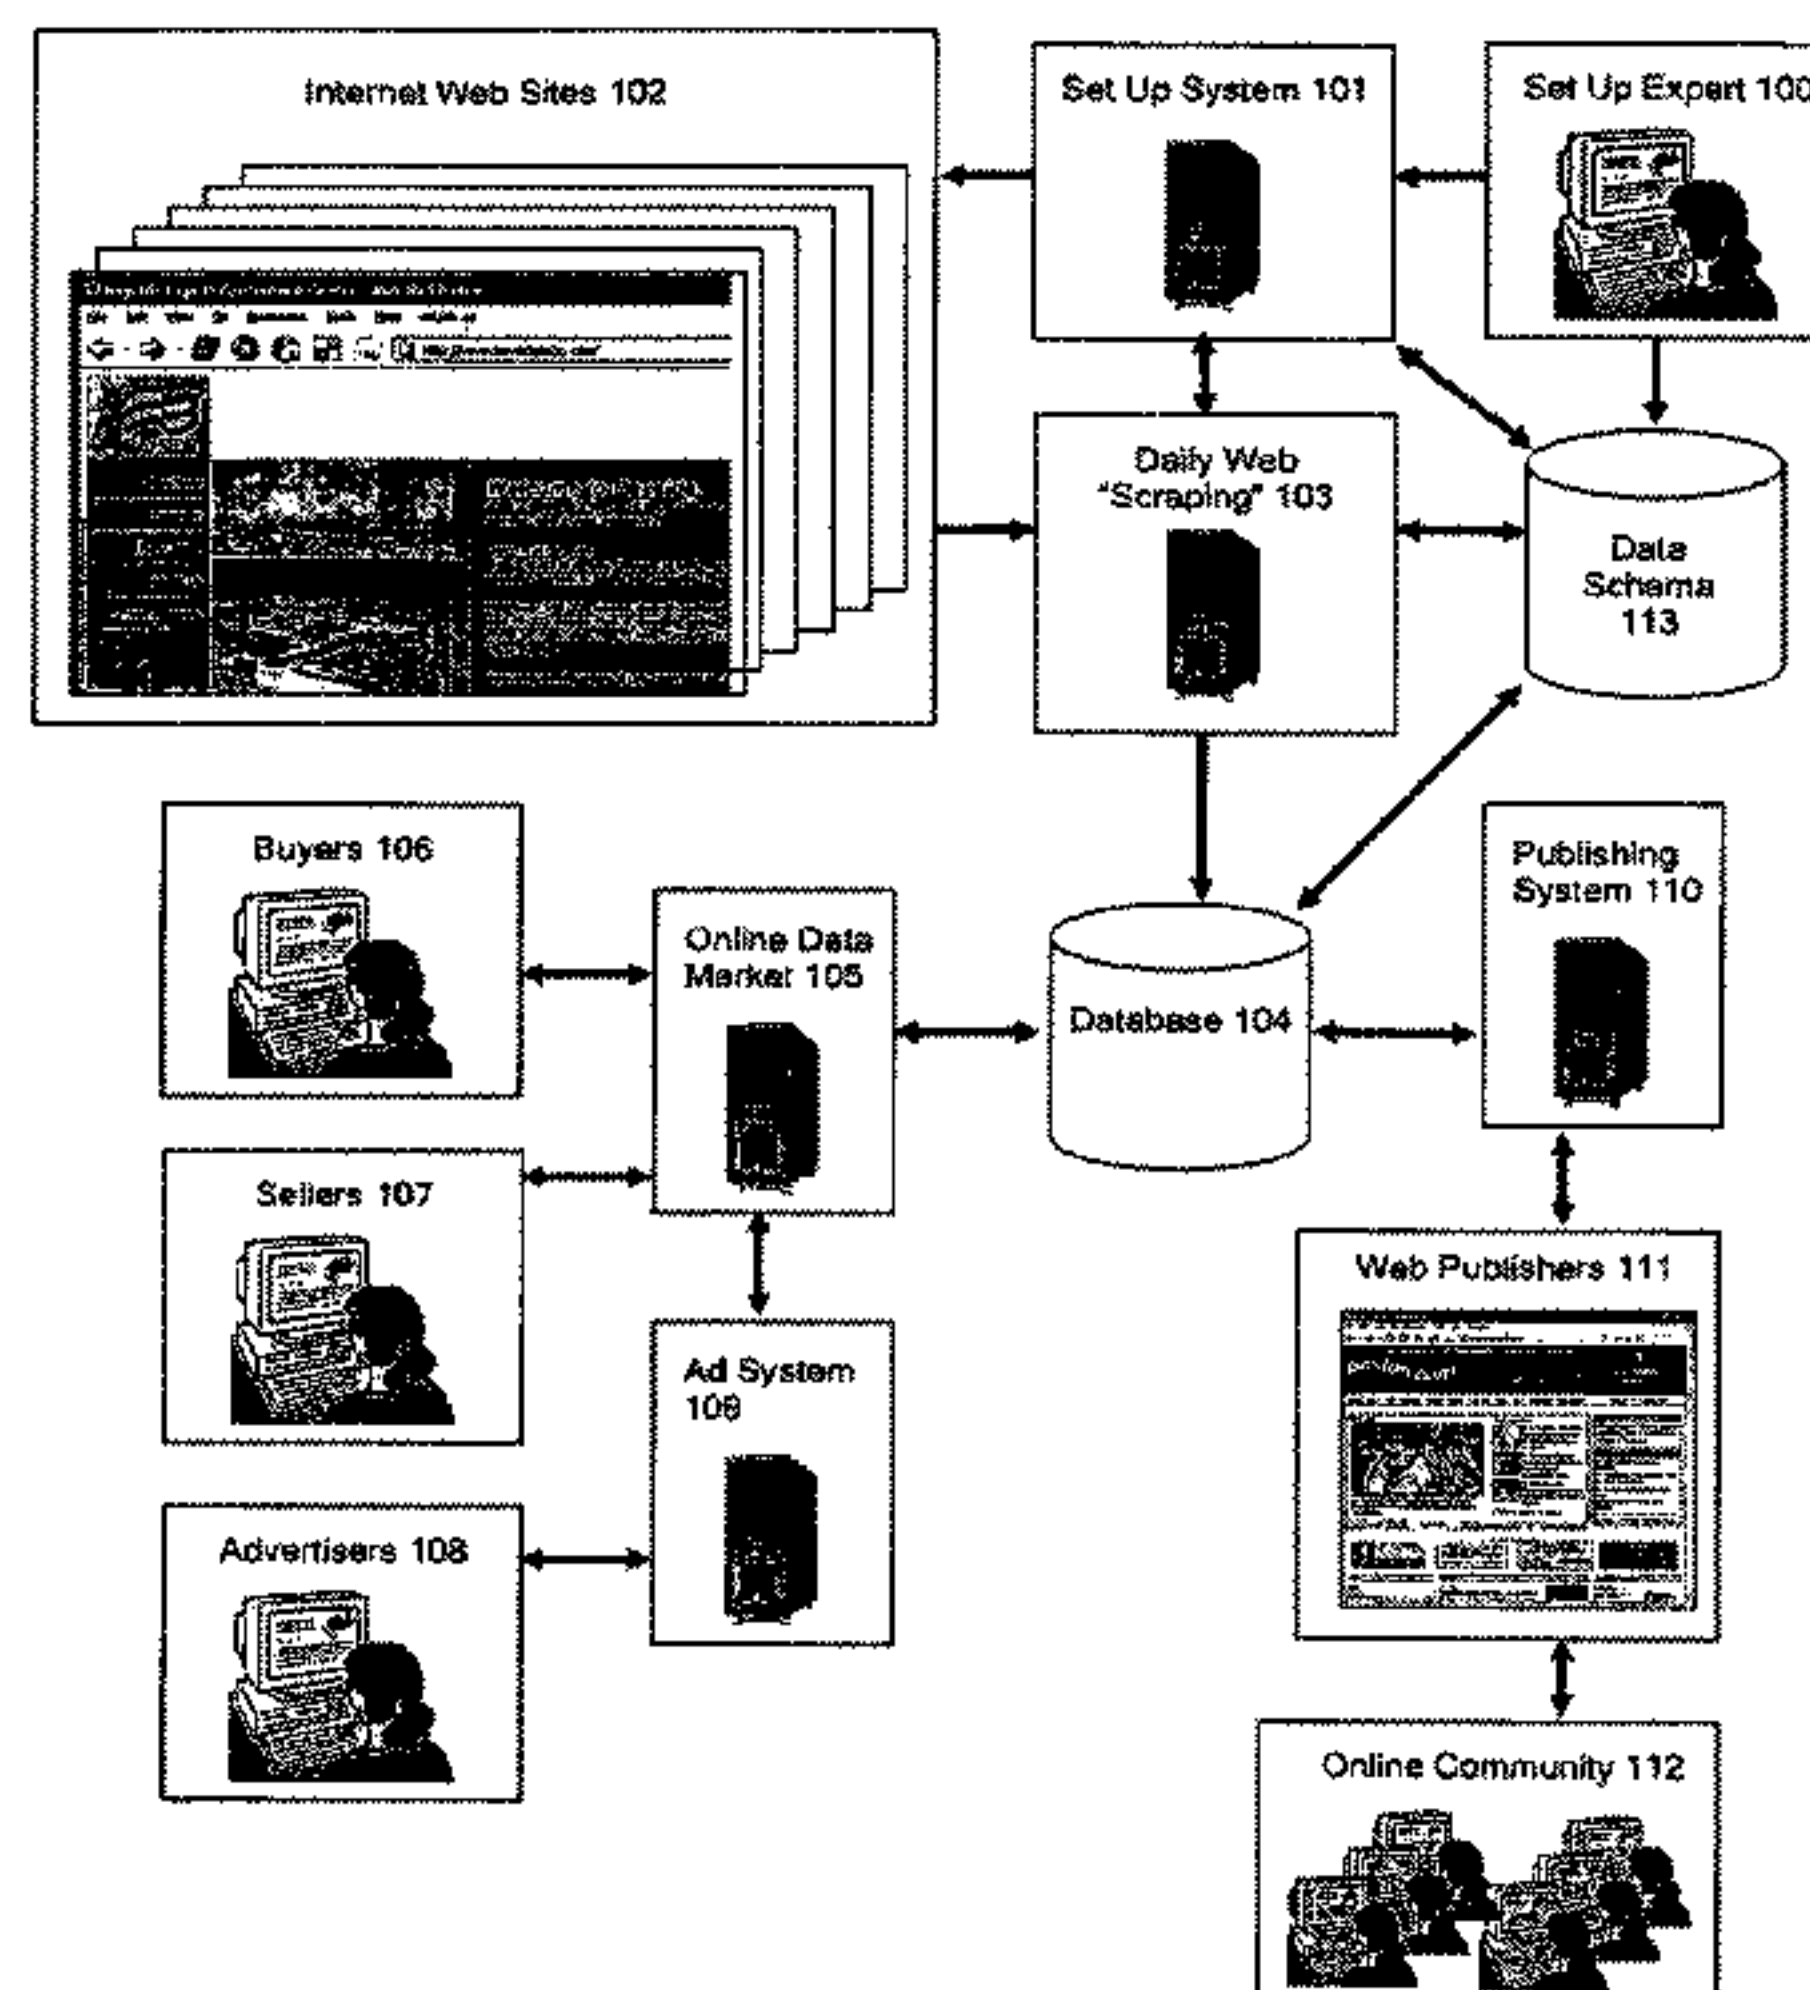 Internet Web Sites 102
Set Up System 101
Set Up Expert 100
Daily Web
"Scraping" 103
Data
Schema
113
Buyers 106
Online Data
Market 105
Database 104
Publishing
System 110
Sellers 107
Web Publishers 111
Ad System
109
Advertisers 108
Online Community 112